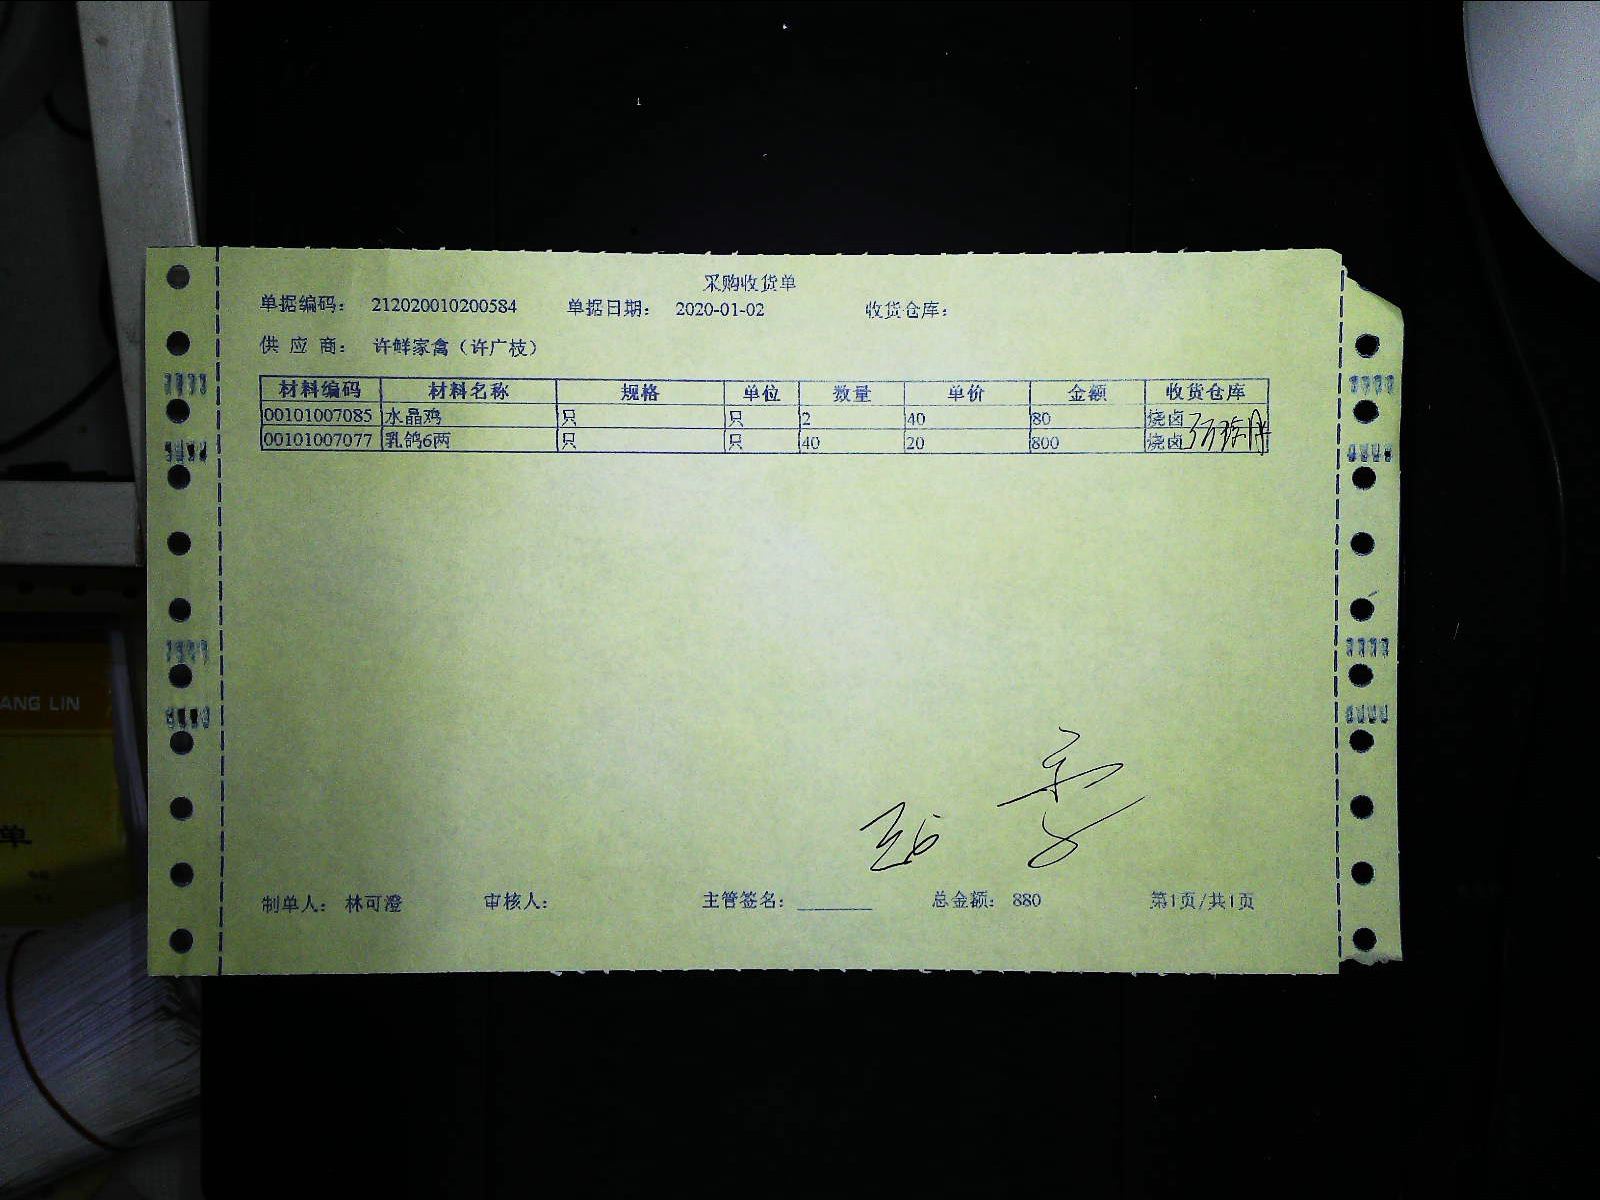 采购收货单
单据编码： 212020010200584 单据日期： 2020-01-02 收货仓库：
供 应 商： 许鲜家禽（许广枝）
材料编码 材料名称 规格 单位 数量 单价 金额 收货仓库
00101007085 水晶鸡 只 只 2 40 80 烧卤
00101007077 乳鸽6两 只 只 40 20 800 烧卤
制单人： 林可澄 审核人： 主管签名： ________ 总金额： 880 第1页/共1页
ANG LIN
单